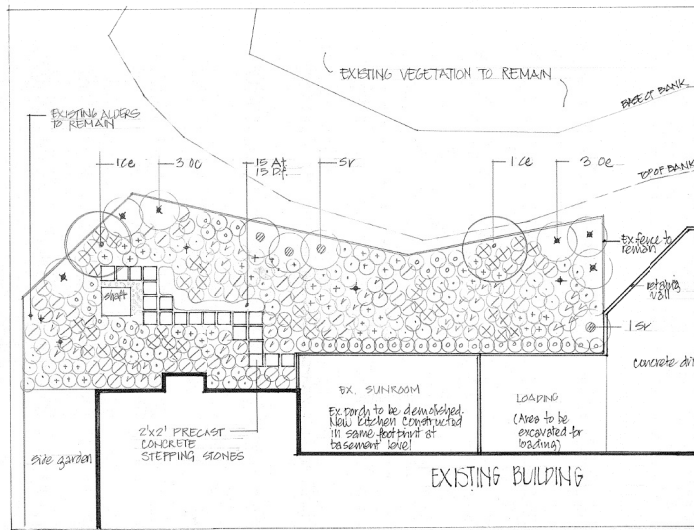 EXISTING VEGETATION TO REMAIN
BASE OF BANK
EXISTING ALDERS
TO REMAIN
1 Ce
3 Oc
15 At
15 D.f.
Sr
1 Ce
3 Oe
TOP OF BANK
Ex fence to
remain
shaft
retaining
wall
1 Sr
concrete
EX. SUNROOM
Ex porch to be demolished.
New kitchen constructed
in same footprint at
basement level
LOADING
(Area to be
excavated for
loading)
2'x2' PRECAST
CONCRETE
STEPPING STONES
side garden
EXISTING BUILDING